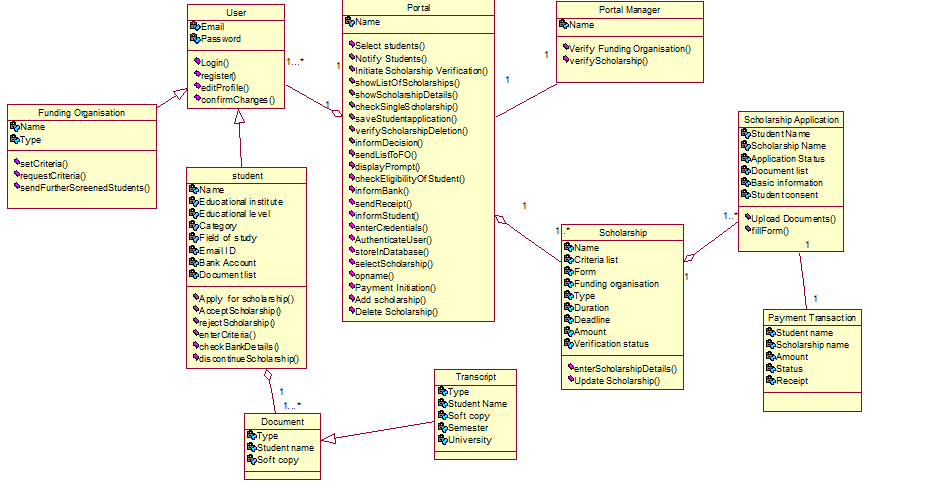 User
Email
Password
Login()
register()
editProfile()
confirmChanges()
Portal
Name
Select students()
Notify Students()
Initiate Scholarship Verification()
showListOfScholarships()
showScholarshipDetails()
checkSingleScholarship()
saveStudentapplication()
verifyScholarshipDeletion()
informDecision()
sendListToFO()
displayPrompt()
checkEligibilityOfStudent()
informBank()
sendReceipt()
informStudent()
enterCredentials()
AuthenticateUser()
storeInDatabase()
selectScholarship()
opname()
Payment Initiation()
Add scholarship()
Delete Scholarship()
Portal Manager
Name
Verify Funding Organisation()
verifyScholarship()
1...*
1
1
1
1
Funding Organisation
Name
Type
setCriteria()
requestCriteria()
sendFurtherScreenedStudents()
student
Name
Educational institute
Educational level
Category
Field of study
Email ID
Bank Account
Document list
Apply for scholarship()
AcceptScholarship()
rejectScholarship()
enterCriteria()
checkBankDetails()
discontinueScholarship()
1
1...*
Document
Type
Student name
Soft copy
Transcript
Type
Student Name
Soft copy
Semester
University
1
1..*
Scholarship
Name
Criteria list
Form
Funding organisation
Type
Duration
Deadline
Amount
Verification status
enterScholarshipDetails()
Update Scholarship()
1..*
1
Scholarship Application
Student Name
Scholarship Name
Application Status
Document list
Basic information
Student consent
Upload Documents()
fillForm()
1
1
Payment Transaction
Student name
Scholarship name
Amount
Status
Receipt